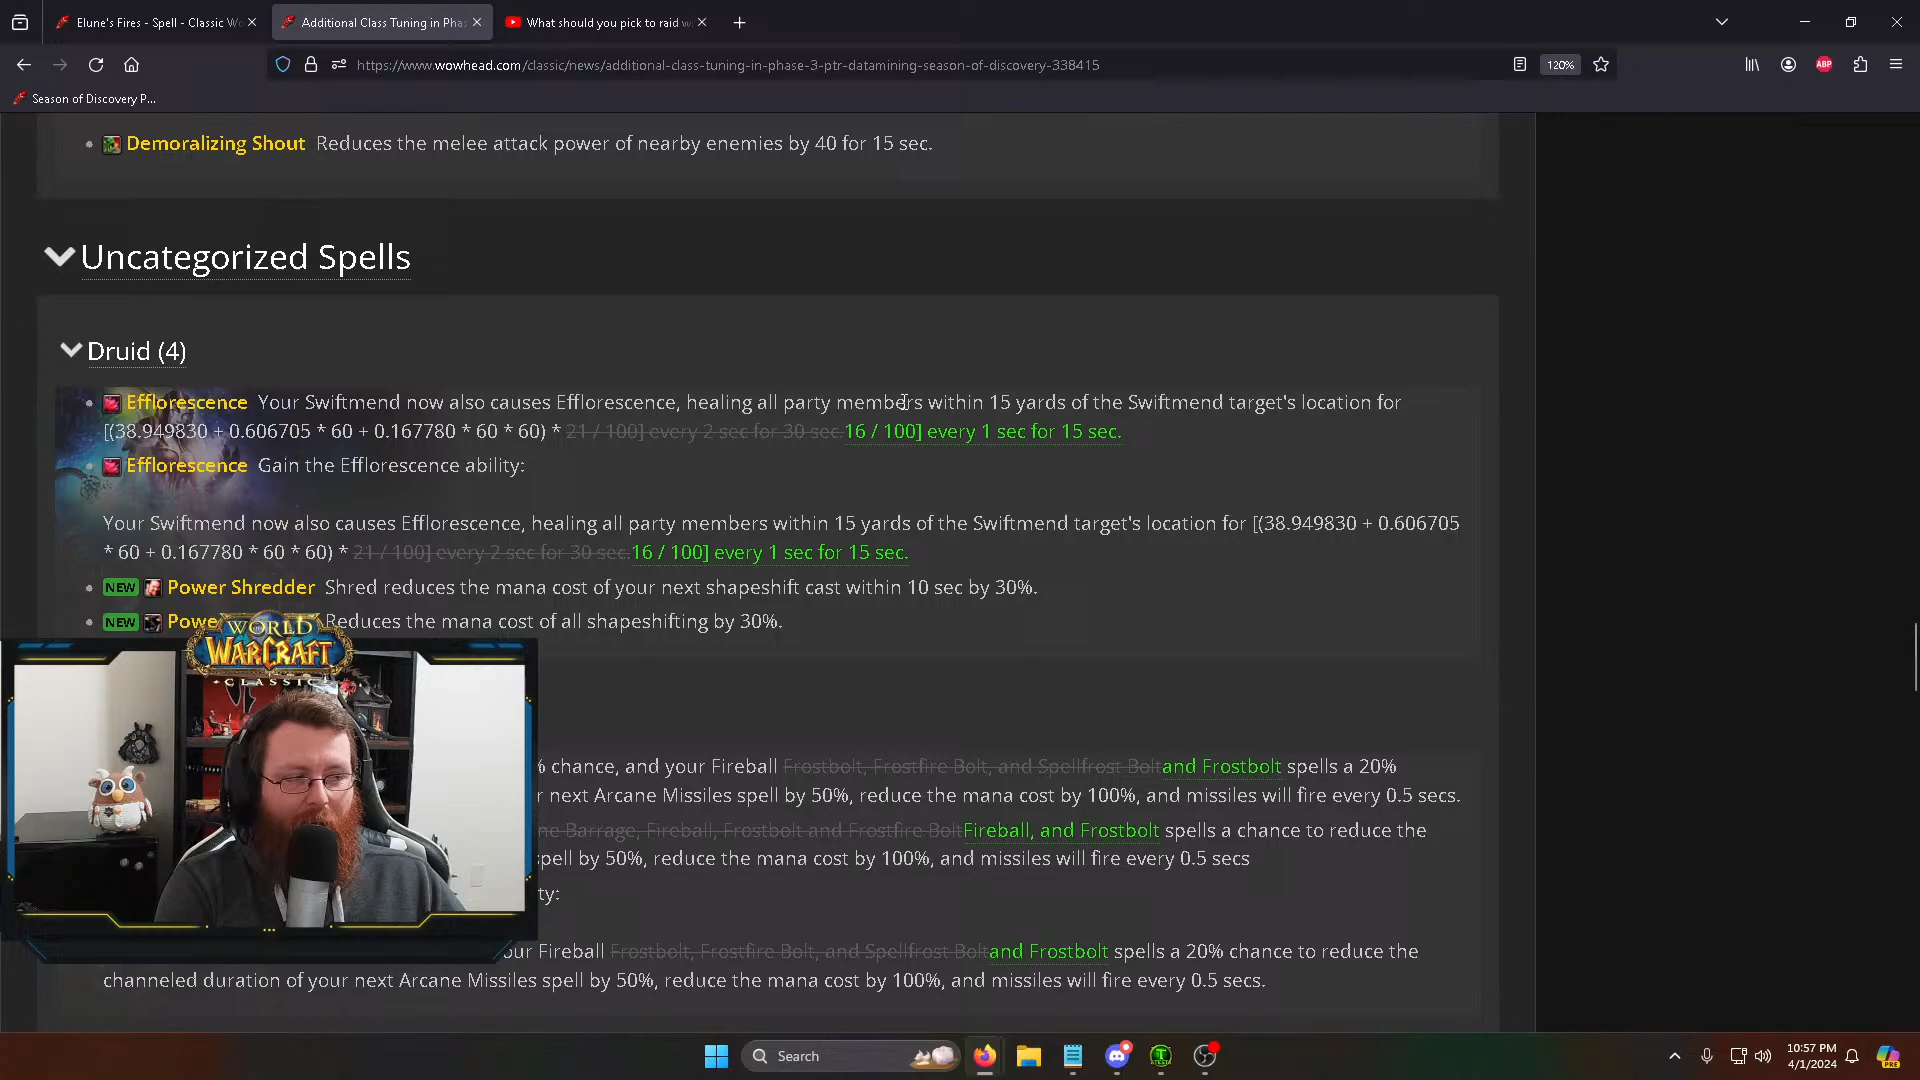 Elune's Fires - Spell - Classic Wo
Additional Class Tuning in Phas
What should you pick to raid w
https://www.wowhead.com/classic/news/additional-class-tuning-in-phase-3-ptr-datamining-season-of-discovery-338415
120%
ABP
Season of Discovery P...
Demoralizing Shout Reduces the melee attack power of nearby enemies by 40 for 15 sec.
Uncategorized Spells
Druid (4)
Efflorescence Your Swiftmend now also causes Efflorescence, healing all party members within 15 yards of the Swiftmend target's location for
[(38.949830 + 0.606705 * 60 + 0.167780 * 60 * 60) * 21 / 100] every 2 sec for 30 sec.16 / 100] every 1 sec for 15 sec.
Efflorescence Gain the Efflorescence ability:
Your Swiftmend now also causes Efflorescence, healing all party members within 15 yards of the Swiftmend target's location for [(38.949830 + 0.606705
* 60 + 0.167780 * 60 * 60) * 21 / 100] every 2 sec for 30 sec.16 / 100] every 1 sec for 15 sec.
NEW Power Shredder Shred reduces the mana cost of your next shapeshift cast within 10 sec by 30%.
NEW Powe Reduces the mana cost of all shapeshifting by 30%.
WORLD
WARCRAFT
CLASSIC
% chance, and your Fireball Frostbolt, Frostfire Bolt, and Spellfrost Boltand Frostbolt spells a 20%
r next Arcane Missiles spell by 50%, reduce the mana cost by 100%, and missiles will fire every 0.5 secs.
ne Barrage, Fireball, Frostbolt and Frostfire BoltFireball, and Frostbolt spells a chance to reduce the
spell by 50%, reduce the mana cost by 100%, and missiles will fire every 0.5 secs
ty:
our Fireball Frostbolt, Frostfire Bolt, and Spellfrost Boltand Frostbolt spells a 20% chance to reduce the
channeled duration of your next Arcane Missiles spell by 50%, reduce the mana cost by 100%, and missiles will fire every 0.5 secs.
Search
10:57 PM
4/1/2024
PRE